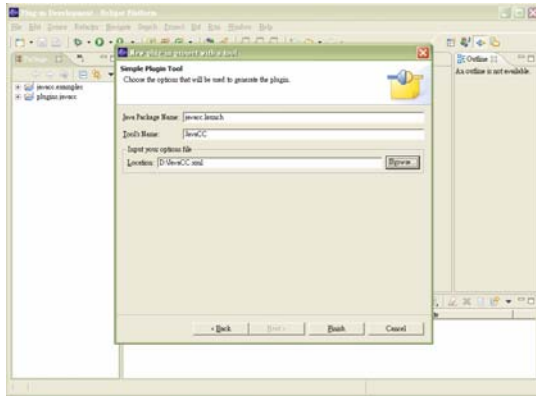 Plug-in Development - Eclipse Platform
File Edit Source Refactor Navigate Search Project Run Window Help
New plug-in project with a tool
Simple Plugin Tool
Choose the options that will be used to generate the plugin.
Java Package Name: javacc.launch
Tool's Name: JavaCC
Input your options file
Location: D:\JavaCC.xml
Browse...
< Back
Next >
Finish
Cancel
javacc.examples
plugins.javacc
Outline
An outline is not available.